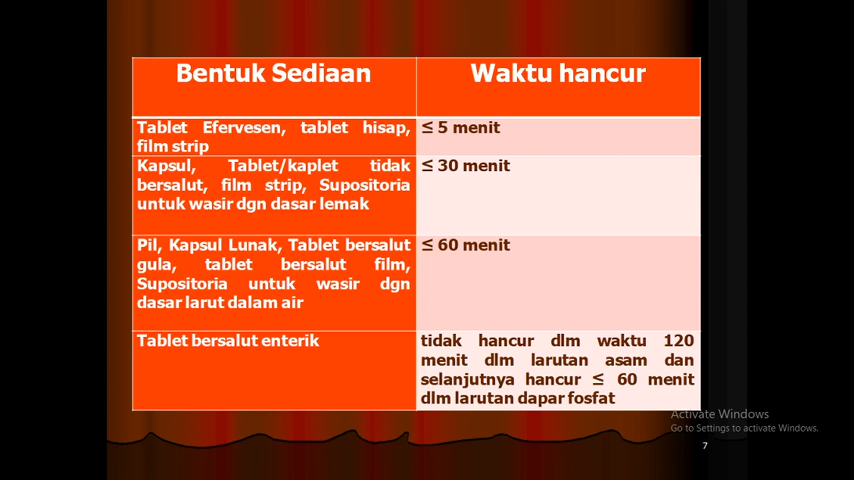 Bentuk Sediaan
Waktu hancur
Tablet Efervesen, tablet hisap,
film strip
≤ 5 menit
Kapsul, Tablet/kaplet tidak
bersalut, film strip, Supositoria
untuk wasir dgn dasar lemak
≤ 30 menit
Pil, Kapsul Lunak, Tablet bersalut
gula, tablet bersalut film,
Supositoria untuk wasir dgn
dasar larut dalam air
≤ 60 menit
Tablet bersalut enterik
tidak hancur dlm waktu 120
menit dlm larutan asam dan
selanjutnya hancur ≤ 60 menit
dlm larutan dapar fosfat
Activate Windows
Go to Settings to activate Windows.
7